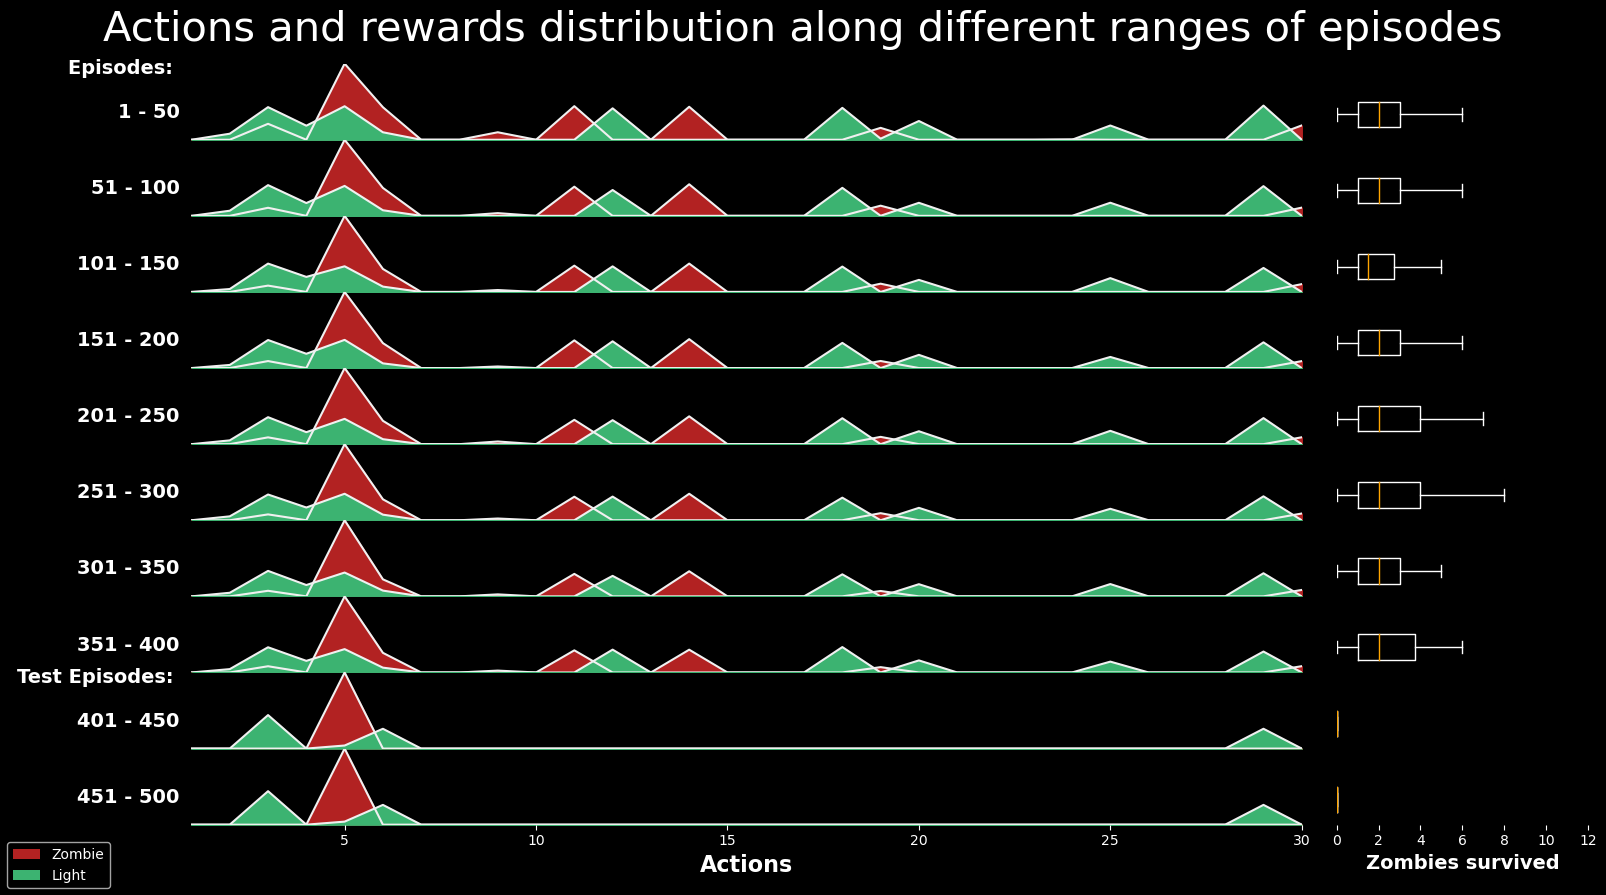 Actions and rewards distribution along different ranges of episodes
Episodes:
1 - 50
51 - 100
101 - 150
151 - 200
201 - 250
251 - 300
301 - 350
351 - 400
Test Episodes:
401 - 450
451 - 500
5 10 15 20 25 30
0 2 4 6 8 10 12
Actions
Zombies survived
Zombie
Light